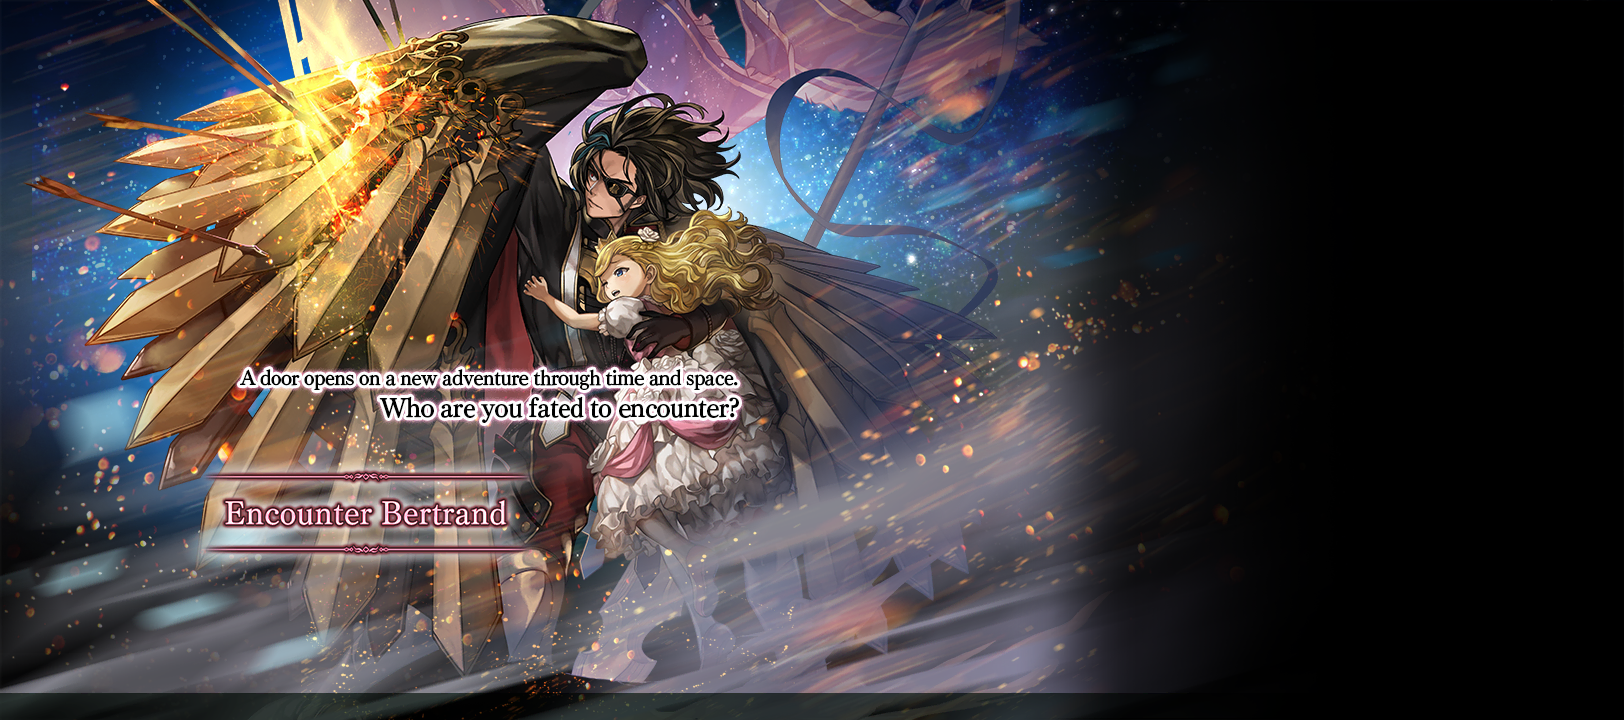 A door opens on a new adventure through time and space.
Who are you fated to encounter?
Encounter Bertrand